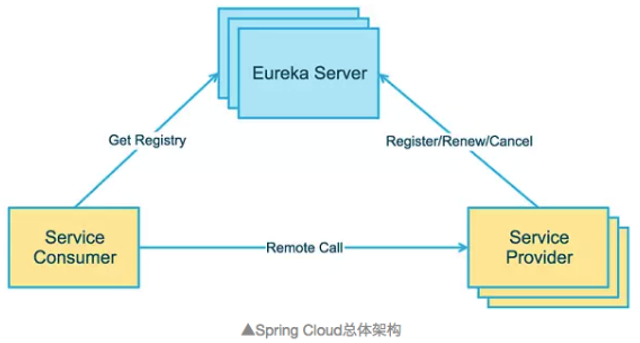 Eureka Server
Get Registry
Register/Renew/Cancel
Service
Consumer
Remote Call
Service
Provider
▲Spring Cloud总体架构